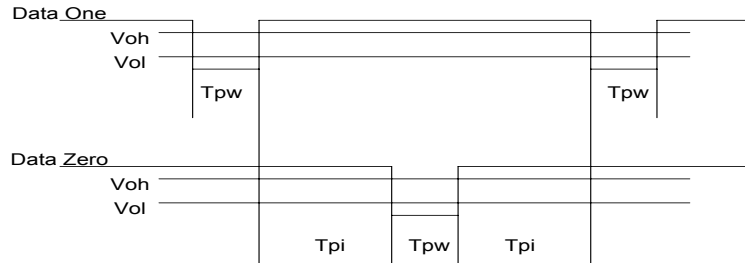 Data One
Voh
Vol
Tpw Tpw
Data Zero
Voh
Vol
Tpi Tpw Tpi